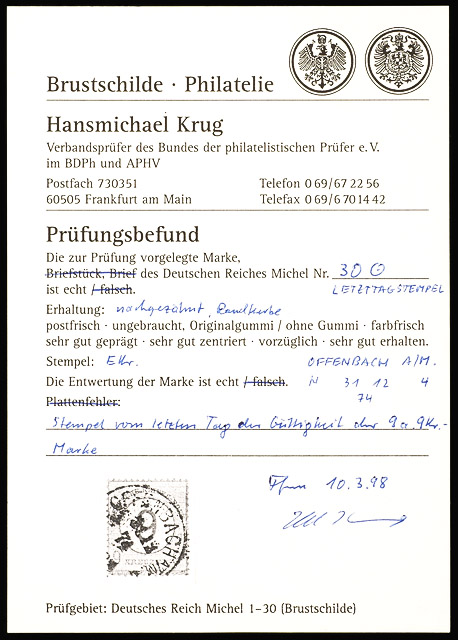 Brustschilde · Philatelie
Hansmichael Krug
Verbandsprüfer des Bundes der philatelistischen Prüfer e. V.
im BDPh und APHV
Postfach 730351 Telefon 0 69/67 22 56
60505 Frankfurt am Main Telefax 0 69/6 70 14 42
Prüfungsbefund
Die zur Prüfung vorgelegte Marke,
Briefstück, Brief des Deutschen Reiches Michel Nr. 30
ist echt / falsch. LETZTTAGSTEMPEL
Erhaltung: nachgezähnt, Randkerbe
postfrisch · ungebraucht, Originalgummi / ohne Gummi · farbfrisch
sehr gut geprägt · sehr gut zentriert · vorzüglich · sehr gut erhalten.
Stempel: EKr. OFFENBACH A/M.
Die Entwertung der Marke ist echt / falsch. N 31 12 4
74
Plattenfehler:
Stempel vom letzten Tag der Gültigkeit der 9 a. 9 Kr.-
Marke
9
Ffm 10.3.98
Prüfgebiet: Deutsches Reich Michel 1-30 (Brustschilde)